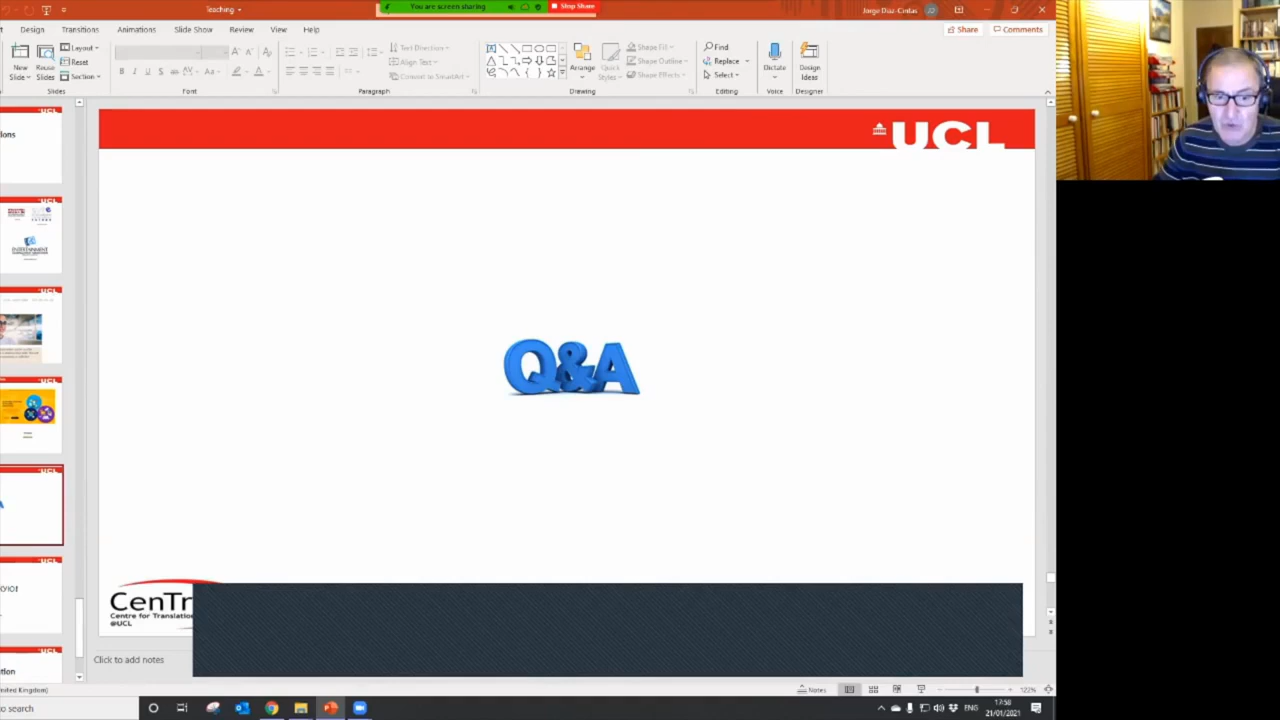 Teaching
You are screen sharing
Stop Share
Jorge Díaz-Cintas
Design
Transitions
Animations
Slide Show
Review
View
Help
Share
Comments
New
Slide
Reuse
Slides
Layout
Reset
Section
Text Direction
Align Text
Convert to SmartArt
Arrange
Quick
Styles
Shape Fill
Shape Outline
Shape Effects
Find
Replace
Select
Dictate
Design
Ideas
Slides
Font
Paragraph
Drawing
Editing
Voice
Designer
UCL
Q&A
CenTr
Centre for Translation
@UCL
Click to add notes
Notes
122%
to search
ENG
17:58
21/01/2021